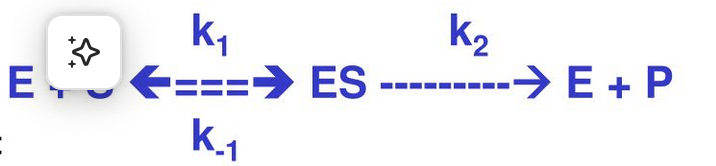 k₁ k₂
E + S ⬅===➔ ES ---------→ E + P
k₋₁